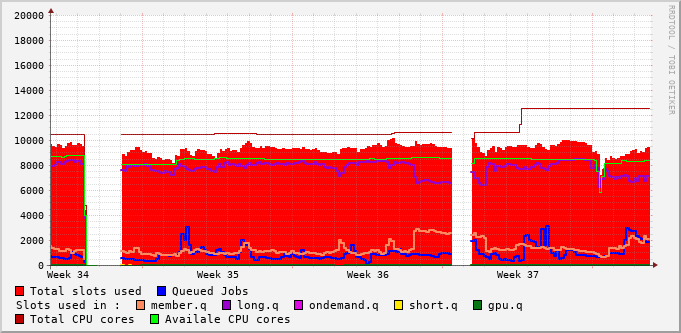 20000
18000
16000
14000
12000
10000
8000
6000
4000
2000
0
Week 34 Week 35 Week 36 Week 37
RRDTOOL / TOBI OETIKER
Total slots used Queued Jobs
Slots used in : member.q long.q ondemand.q short.q gpu.q
Total CPU cores Availale CPU cores